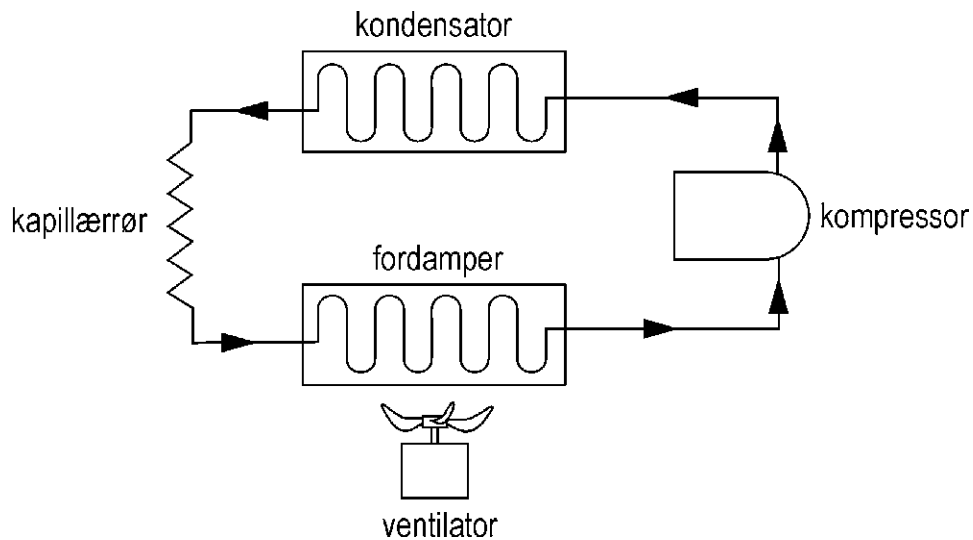 kondensator
kapillærrør
kompressor
fordamper
ventilator